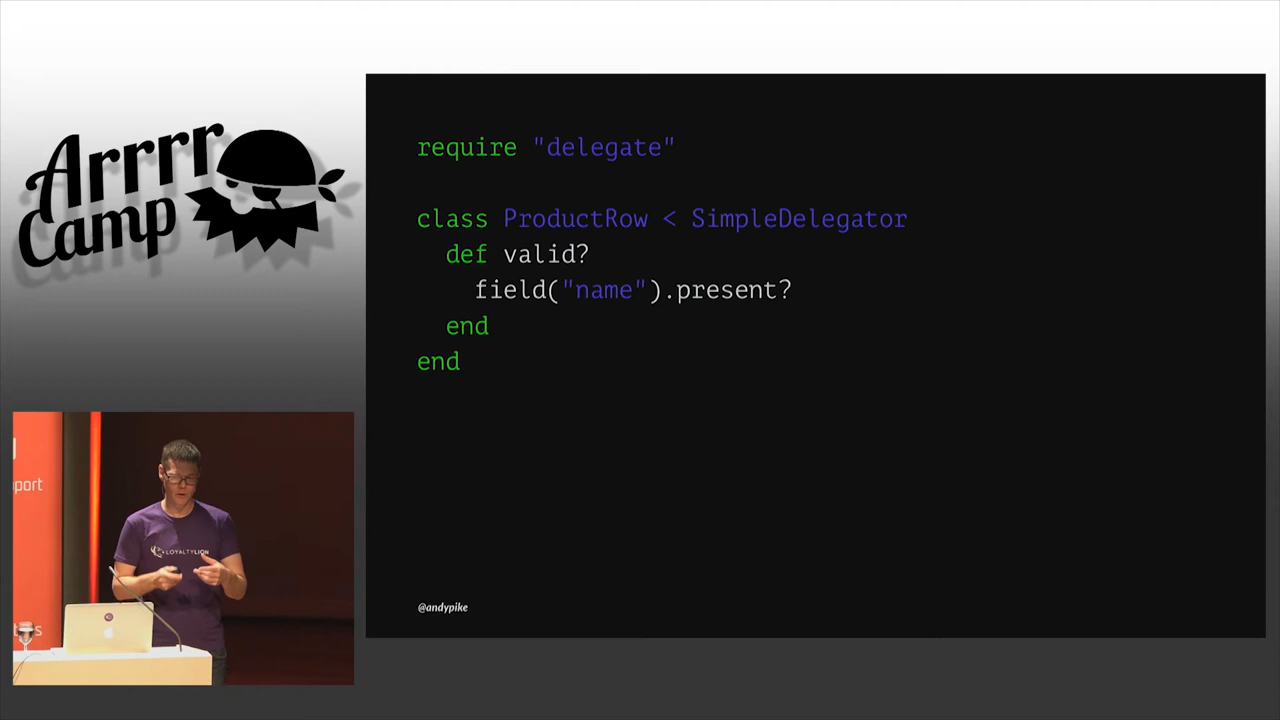 Arrrr
Camp
require "delegate"
class ProductRow < SimpleDelegator
  def valid?
    field("name").present?
  end
end
@andypike
port
LOYALTYLION